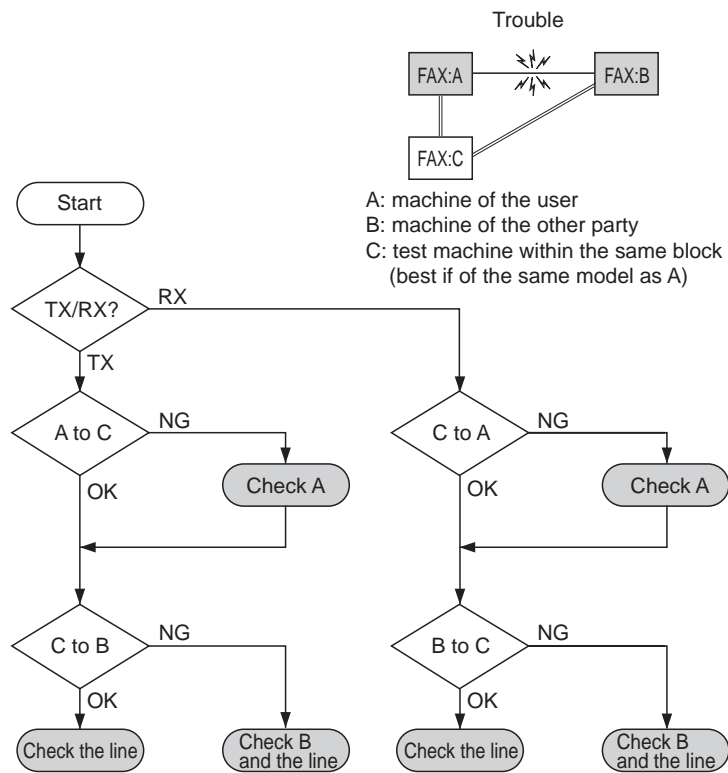 Trouble
FAX:A
FAX:B
FAX:C
A: machine of the user
B: machine of the other party
C: test machine within the same block
(best if of the same model as A)
Start
TX/RX?
RX
TX
A to C
NG
OK
Check A
C to B
NG
OK
Check the line
Check B
and the line
C to A
NG
OK
Check A
B to C
NG
OK
Check the line
Check B
and the line